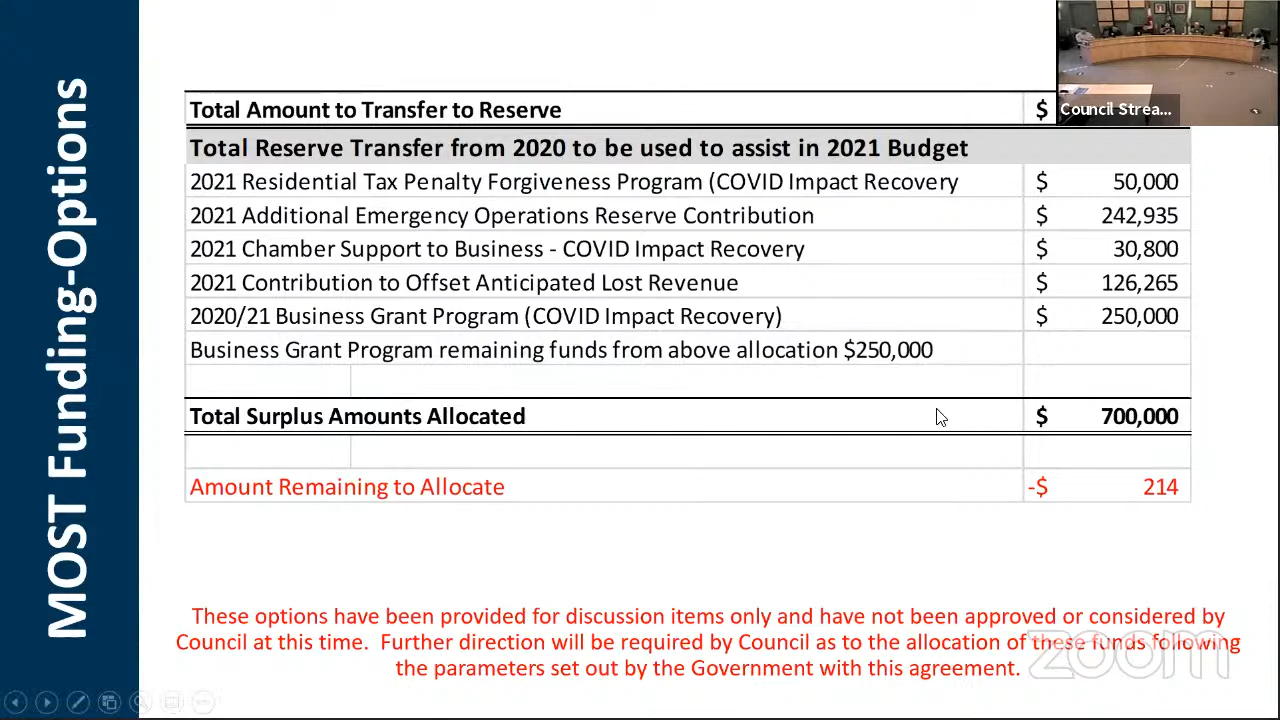 MOST Funding-Options
Council Strea...
Total Amount to Transfer to Reserve $
Total Reserve Transfer from 2020 to be used to assist in 2021 Budget
2021 Residential Tax Penalty Forgiveness Program (COVID Impact Recovery $ 50,000
2021 Additional Emergency Operations Reserve Contribution $ 242,935
2021 Chamber Support to Business - COVID Impact Recovery $ 30,800
2021 Contribution to Offset Anticipated Lost Revenue $ 126,265
2020/21 Business Grant Program (COVID Impact Recovery) $ 250,000
Business Grant Program remaining funds from above allocation $250,000
Total Surplus Amounts Allocated $ 700,000
Amount Remaining to Allocate -$ 214
These options have been provided for discussion items only and have not been approved or considered by
Council at this time. Further direction will be required by Council as to the allocation of these funds following
the parameters set out by the Government with this agreement.
zoom